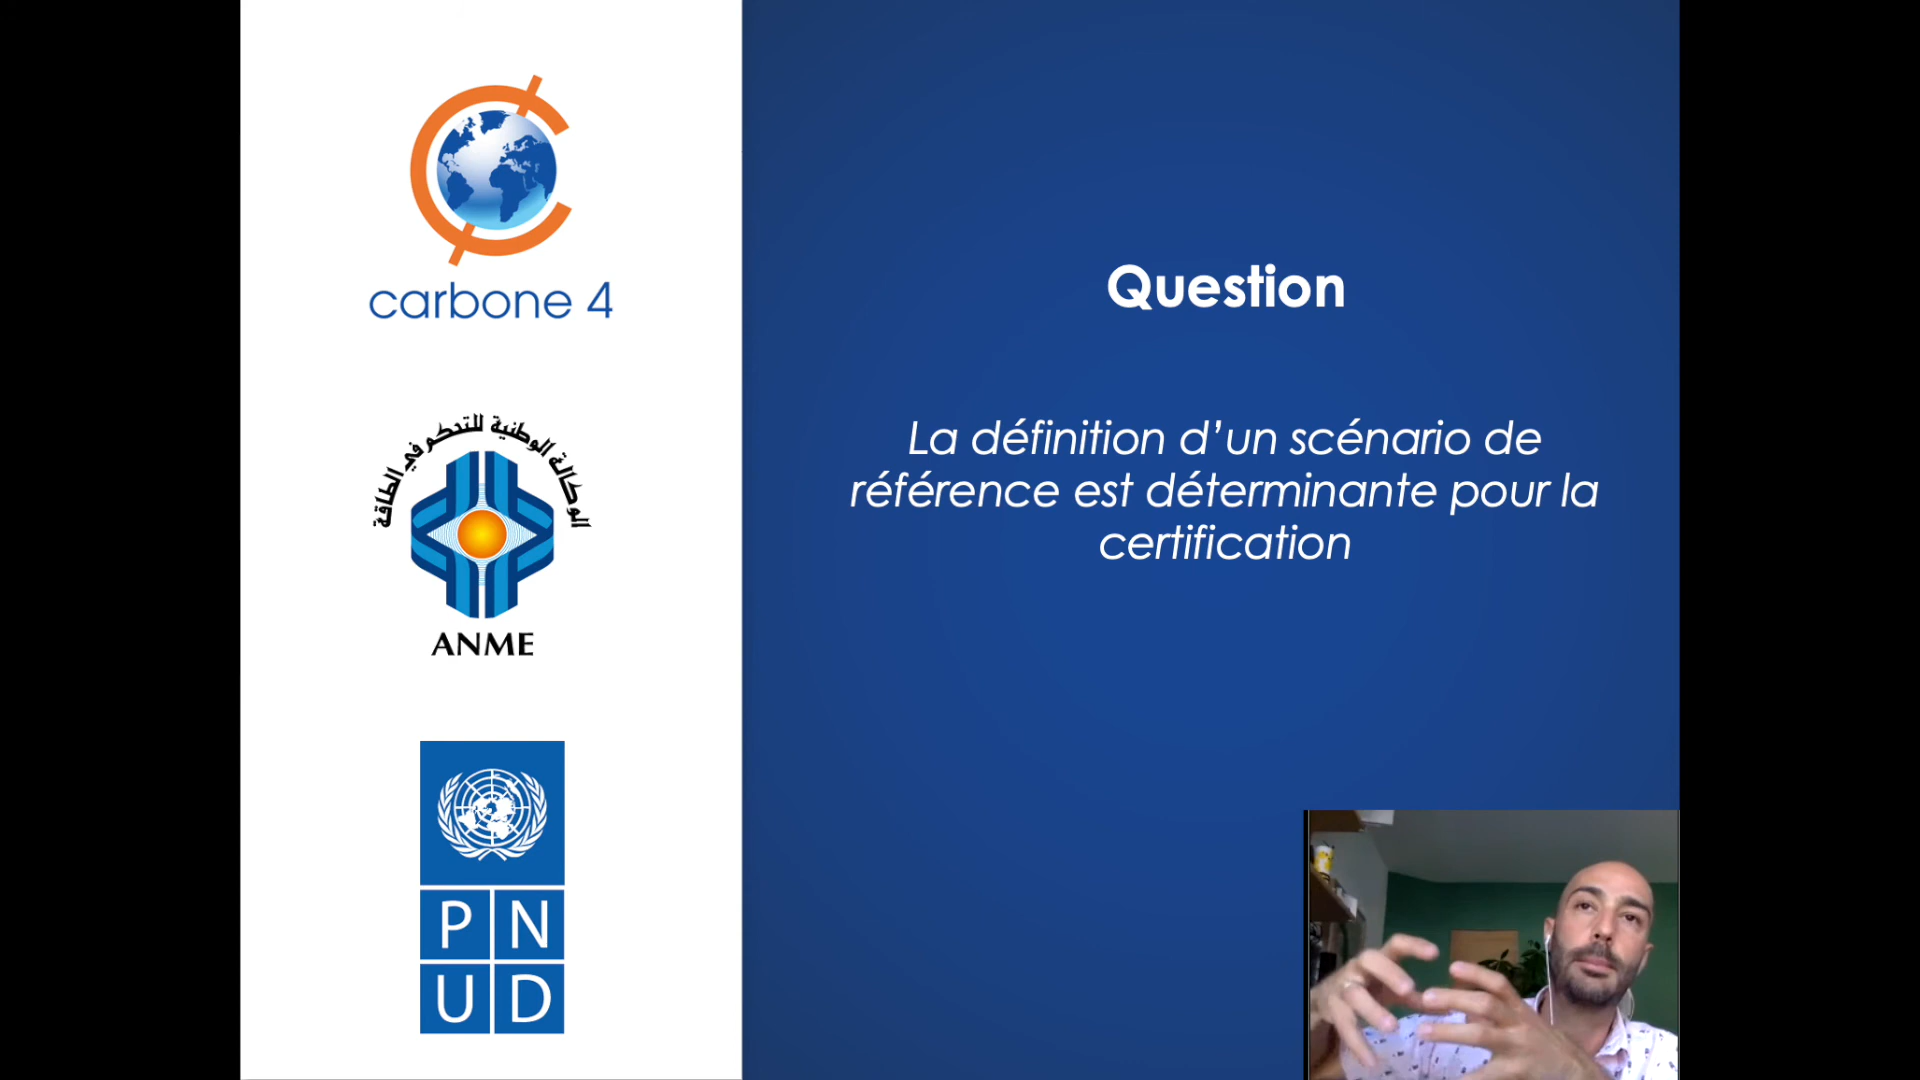 carbone 4
الوكالة الوطنية للتحكم في الطاقة
ANME
P N
U D
Question
La définition d’un scénario de
référence est déterminante pour la
certification